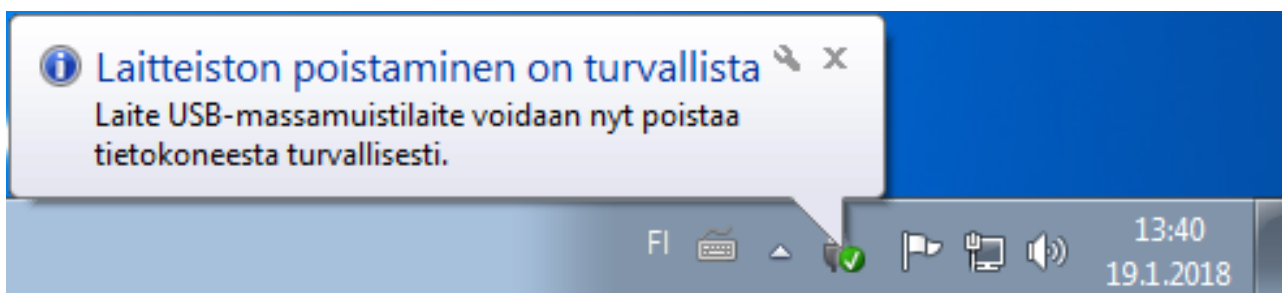 Laitteiston poistaminen on turvallista
Laite USB-massamuistilaite voidaan nyt poistaa
tietokoneesta turvallisesti.
FI
13:40
19.1.2018